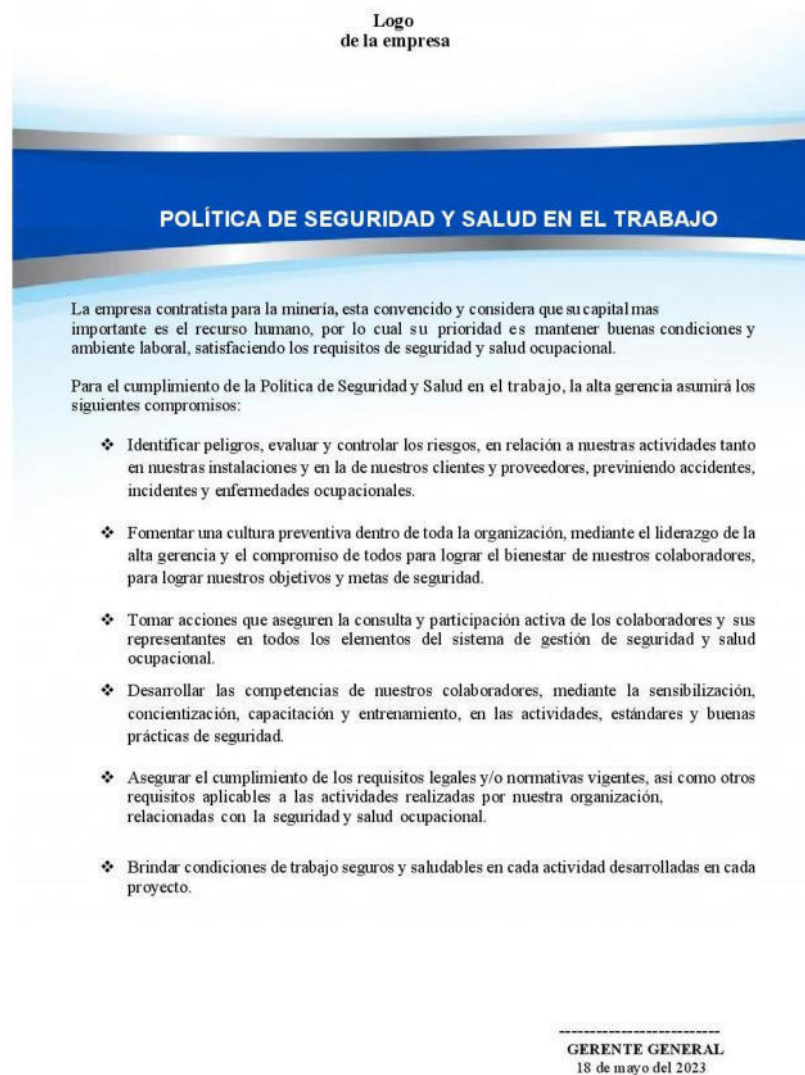 Logo
de la empresa
POLÍTICA DE SEGURIDAD Y SALUD EN EL TRABAJO
La empresa contratista para la minería, esta convencido y considera que su capital mas
importante es el recurso humano, por lo cual su prioridad es mantener buenas condiciones y
ambiente laboral, satisfaciendo los requisitos de seguridad y salud ocupacional.
Para el cumplimiento de la Política de Seguridad y Salud en el trabajo, la alta gerencia asumirá los
siguientes compromisos:
❖ Identificar peligros, evaluar y controlar los riesgos, en relación a nuestras actividades tanto
en nuestras instalaciones y en la de nuestros clientes y proveedores, previniendo accidentes,
incidentes y enfermedades ocupacionales.
❖ Fomentar una cultura preventiva dentro de toda la organización, mediante el liderazgo de la
alta gerencia y el compromiso de todos para lograr el bienestar de nuestros colaboradores,
para lograr nuestros objetivos y metas de seguridad.
❖ Tomar acciones que aseguren la consulta y participación activa de los colaboradores y sus
representantes en todos los elementos del sistema de gestión de seguridad y salud
ocupacional.
❖ Desarrollar las competencias de nuestros colaboradores, mediante la sensibilización,
concientización, capacitación y entrenamiento, en las actividades, estándares y buenas
prácticas de seguridad.
❖ Asegurar el cumplimiento de los requisitos legales y/o normativas vigentes, así como otros
requisitos aplicables a las actividades realizadas por nuestra organización,
relacionadas con la seguridad y salud ocupacional.
❖ Brindar condiciones de trabajo seguros y saludables en cada actividad desarrolladas en cada
proyecto.
--------------------------
GERENTE GENERAL
18 de mayo del 2023